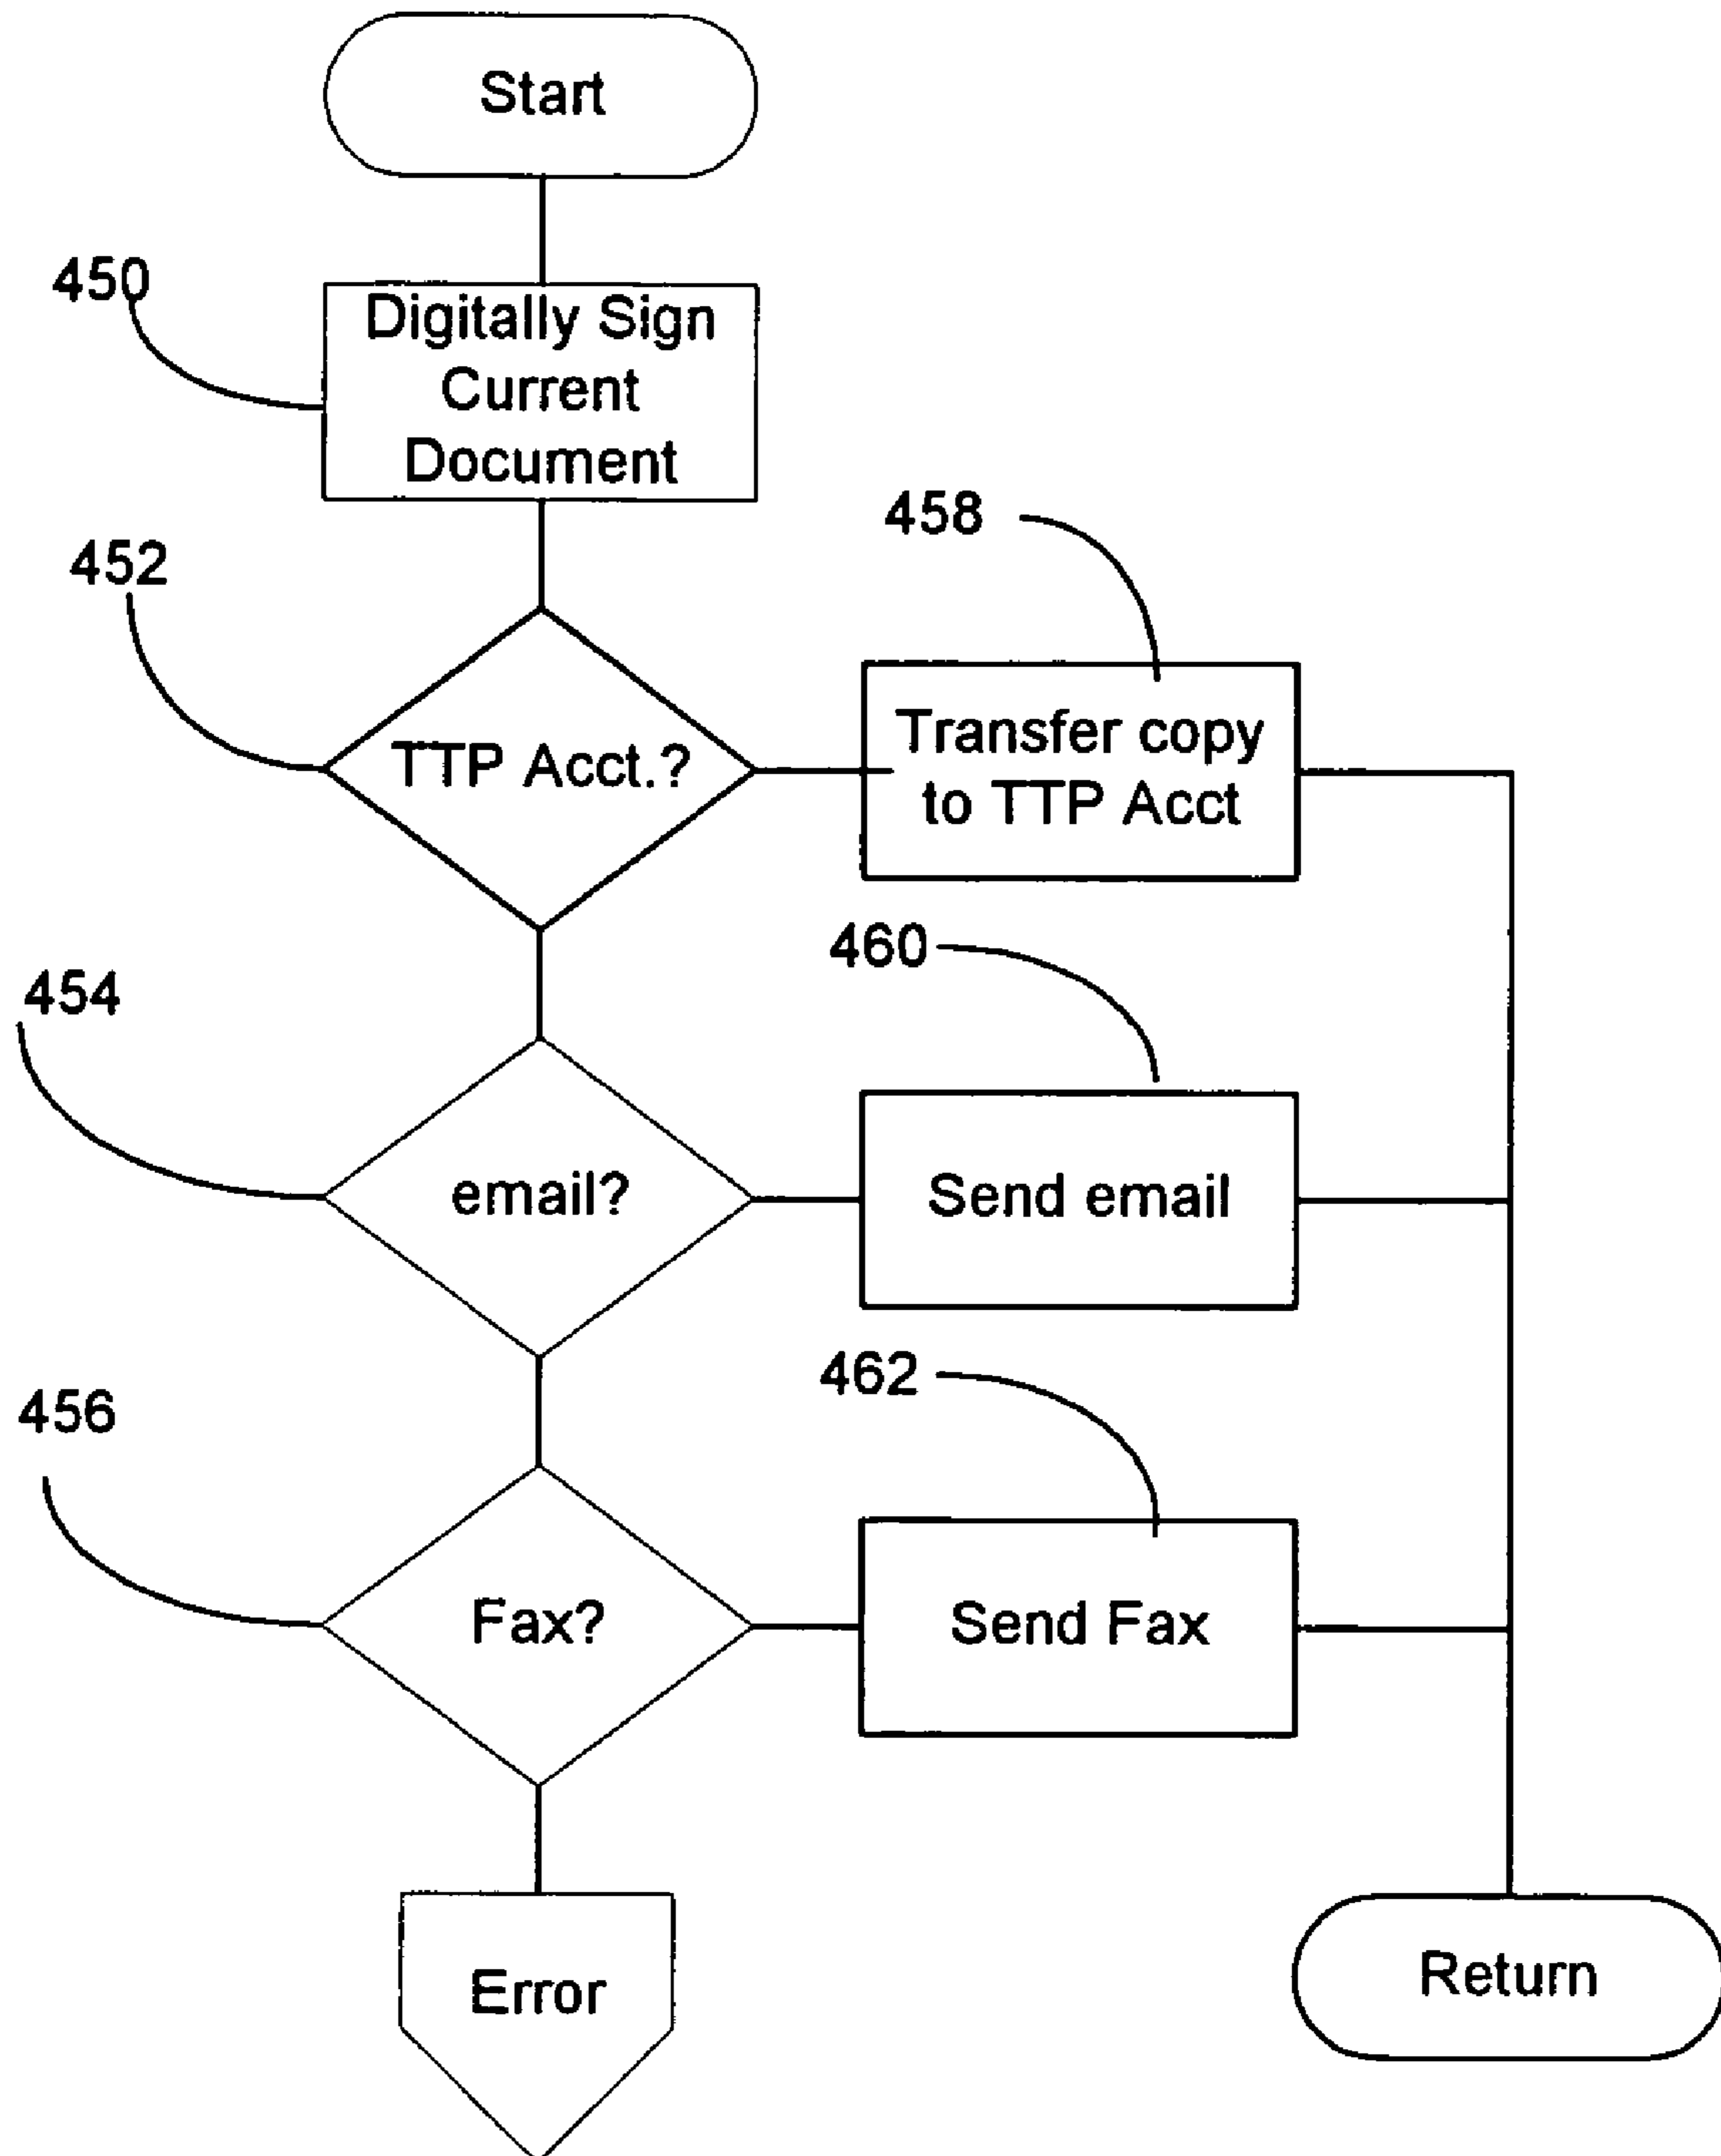 Start
450
Digitally Sign
Current
Document
458
452
TTP Acct.?
Transfer copy
to TTP Acct
460
454
email?
Send email
462
456
Fax?
Send Fax
Error
Return